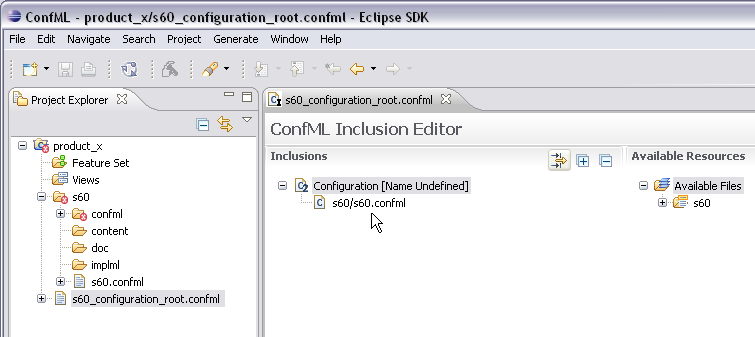 ConfML - product_x/s60_configuration_root.confml - Eclipse SDK
File Edit Navigate Search Project Generate Window Help
Project Explorer
product_x
Feature Set
Views
s60
confml
content
doc
implml
s60.confml
s60_configuration_root.confml
s60_configuration_root.confml
ConfML Inclusion Editor
Inclusions
Configuration [Name Undefined]
s60/s60.confml
Available Resources
Available Files
s60